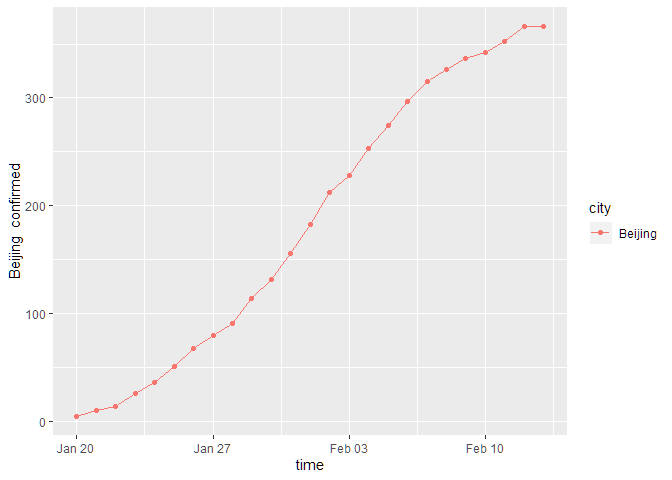 300
200
100
0
Beijing  confirmed
Jan 20
Jan 27
Feb 03
Feb 10
time
city
Beijing